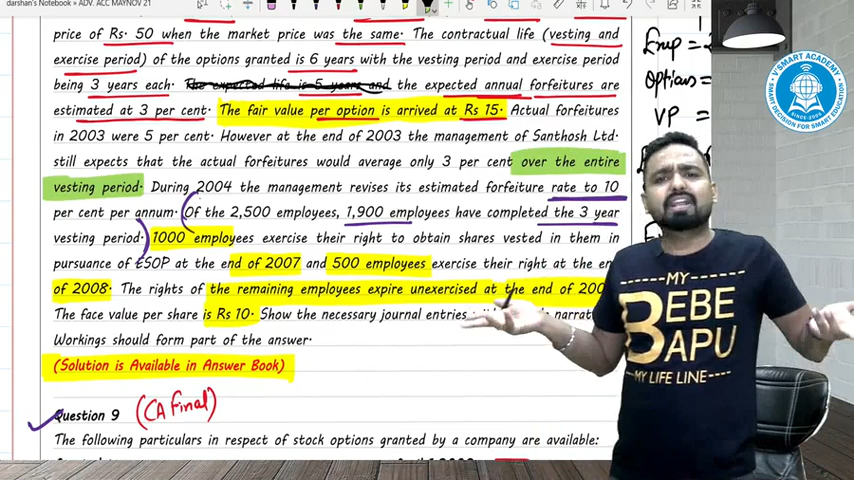 darshan's Notebook » ADV. ACC MAYNOV 21
price of Rs. 50 when the market price was the same. The contractual life (vesting and
exercise period) of the options granted is 6 years with the vesting period and exercise period
being 3 years each. The expected life is 5 years and the expected annual forfeitures are
estimated at 3 per cent. The fair value per option is arrived at Rs 15. Actual forfeitures
in 2003 were 5 per cent. However at the end of 2003 the management of Santhosh Ltd.
still expects that the actual forfeitures would average only 3 per cent over the entire
vesting period. During 2004 the management revises its estimated forfeiture rate to 10
per cent per annum. Of the 2,500 employees, 1,900 employees have completed the 3 year
vesting period. 1000 employees exercise their right to obtain shares vested in them in
pursuance of ESOP at the end of 2007 and 500 employees exercise their right at the end
of 2008. The rights of the remaining employees expire unexercised at the end of 200
The face value per share is Rs 10. Show the necessary journal entries narrat
Workings should form part of the answer.
(Solution is Available in Answer Book)
Question 9 (CA Final)
The following particulars in respect of stock options granted by a company are available:
Emp =
Options =
VP =
V'SMART ACADEMY
SMART DECISION FOR SMART EDUCATION
MY
BEBE
BAPU
MY LIFE LINE